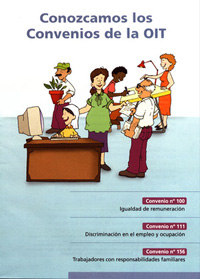 Conozcamos los
Convenios de la OIT
Convenio nº 100
Igualdad de remuneración
Convenio nº 111
Discriminación en el empleo y ocupación
Convenio nº 156
Trabajadores con responsabilidades familiares